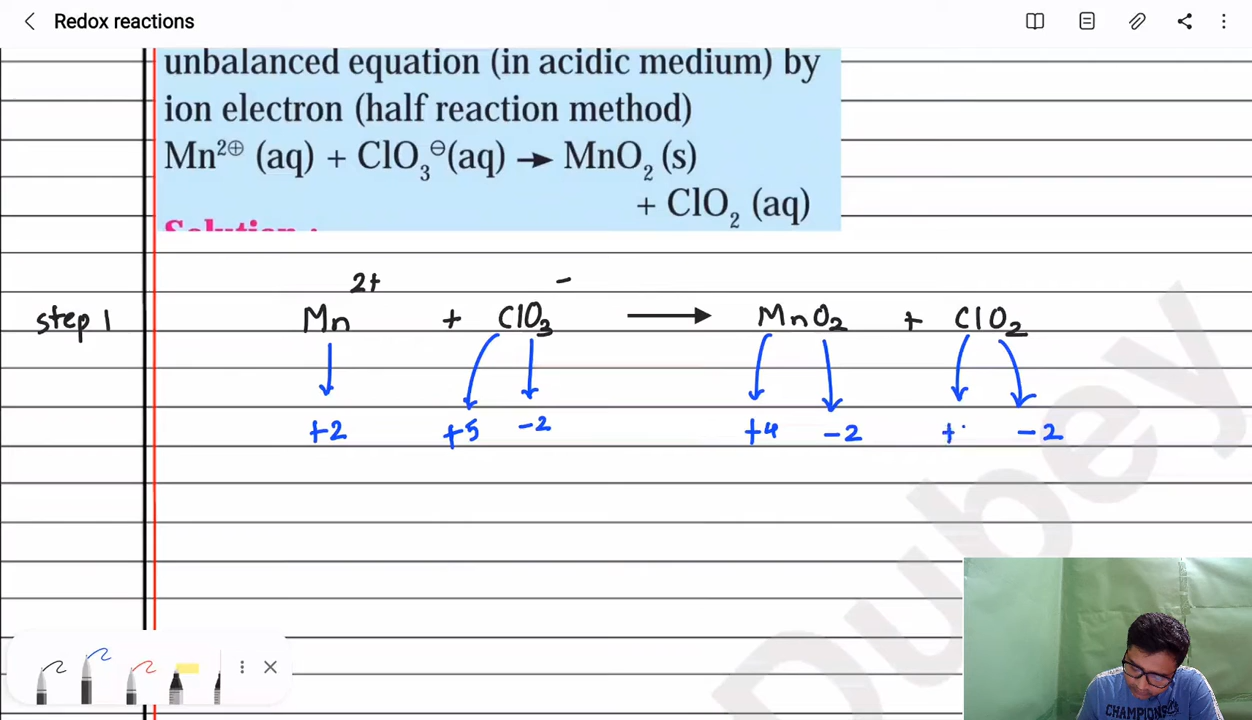 Redox reactions
unbalanced equation (in acidic medium) by
ion electron (half reaction method)
Mn²⊕ (aq) + ClO₃⊖(aq) → MnO₂ (s)
+ ClO₂ (aq)
Solution :
step 1 Mn²⁺ + ClO₃⁻ → MnO₂ + ClO₂
+2 +5 -2 +4 -2 + -2
Dubey
CHAMPIONS